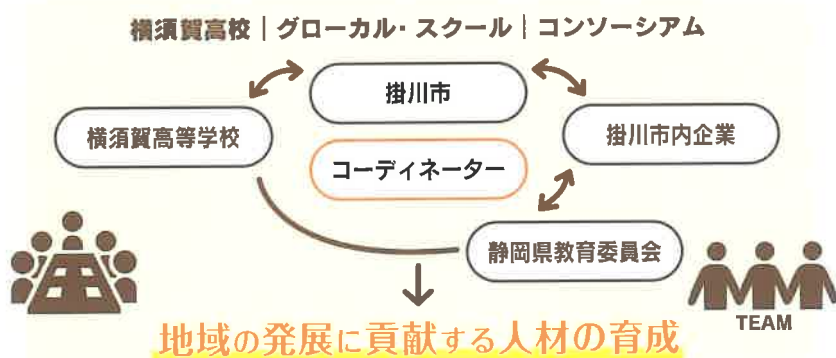 横須賀高校｜グローカル・スクール｜コンソーシアム
掛川市
横須賀高等学校
掛川市内企業
コーディネーター
静岡県教育委員会
TEAM
地域の発展に貢献する人材の育成